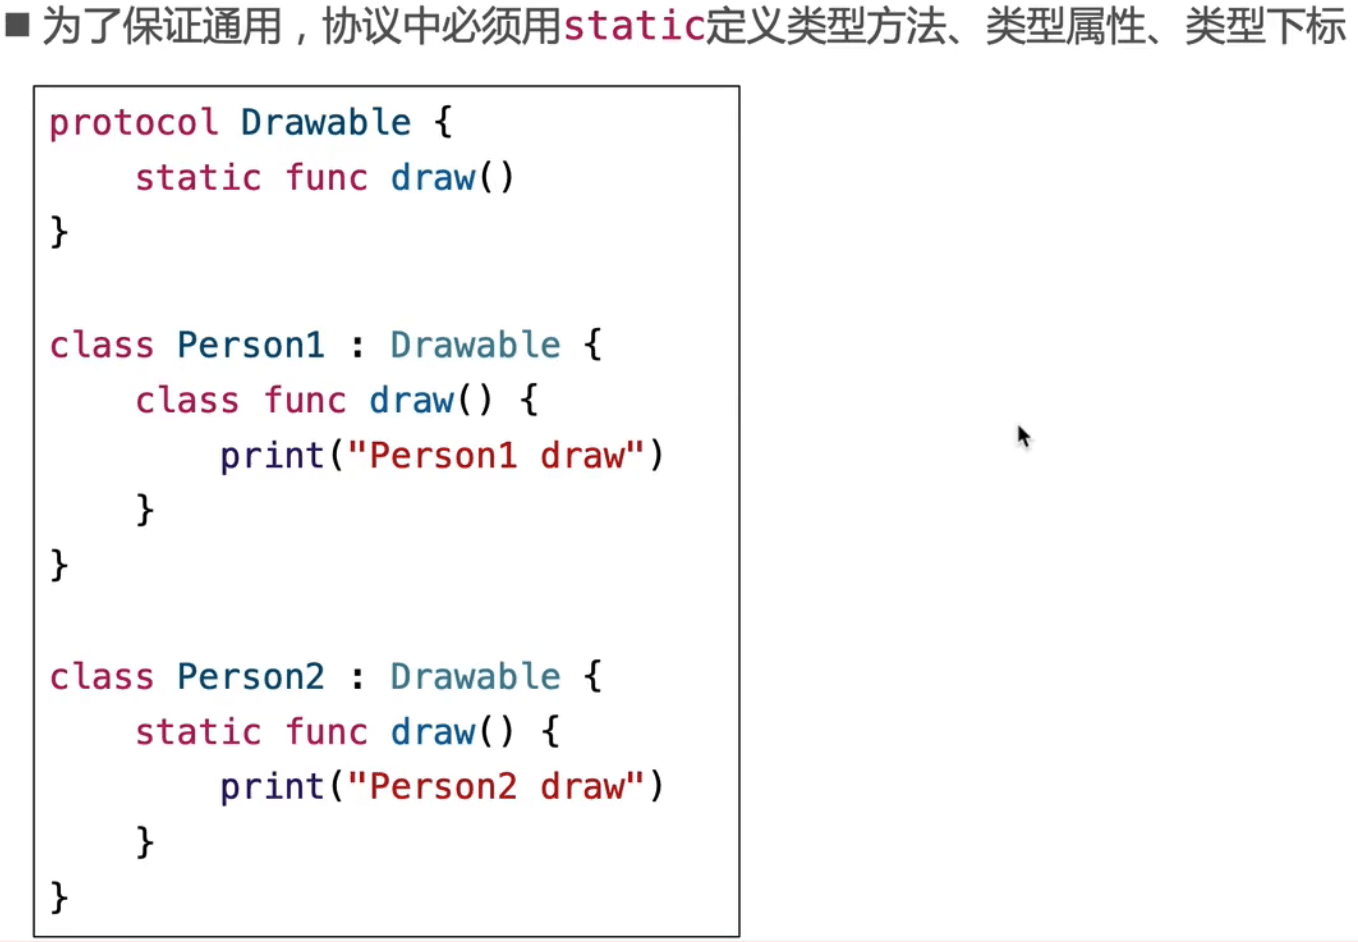 ■ 为了保证通用，协议中必须用static定义类型方法、类型属性、类型下标
protocol Drawable {
    static func draw()
}
class Person1 : Drawable {
    class func draw() {
        print("Person1 draw")
    }
}
class Person2 : Drawable {
    static func draw() {
        print("Person2 draw")
    }
}